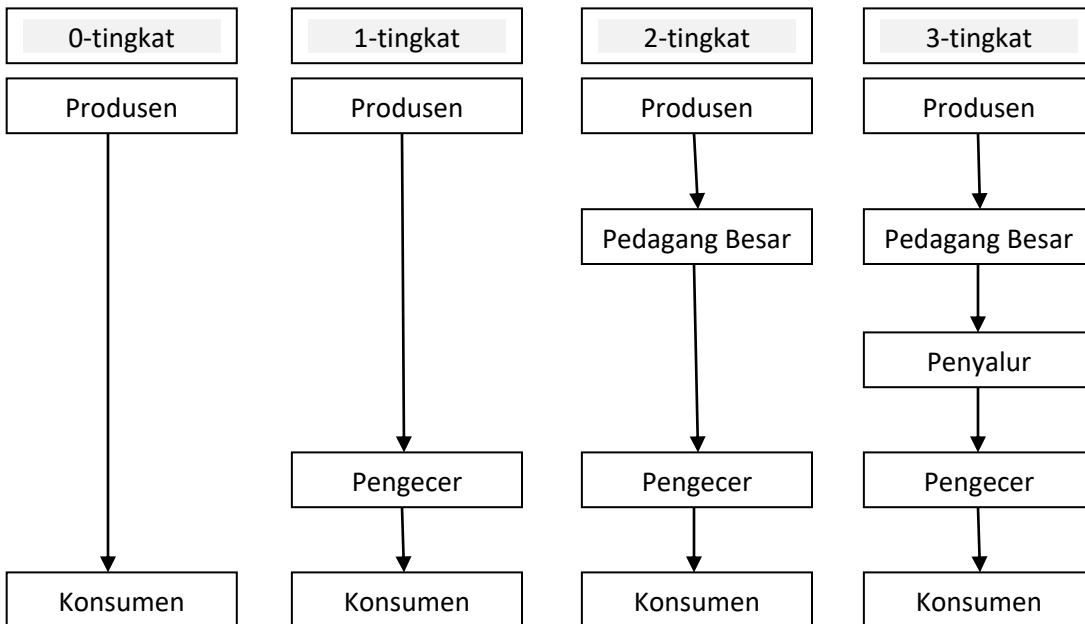 0-tingkat
1-tingkat
2-tingkat
3-tingkat
Produsen
Produsen
Produsen
Produsen
Pedagang Besar
Pedagang Besar
Penyalur
Pengecer
Pengecer
Pengecer
Konsumen
Konsumen
Konsumen
Konsumen